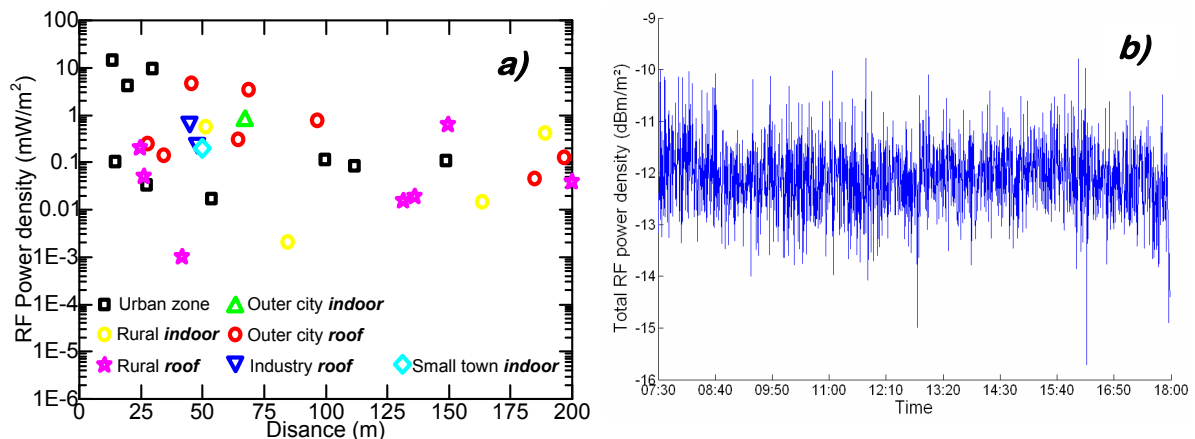 a)
RF Power density (mW/m²)
100
10
1
0.1
0.01
1E-3
1E-4
1E-5
1E-6
Urban zone
Outer city indoor
Rural indoor
Outer city roof
Rural roof
Industry roof
Small town indoor
0 25 50 75 100 125 150 175 200
Disance (m)
b)
Total RF power density (dBm/m²)
-9
-10
-11
-12
-13
-14
-15
-16
07:30 08:40 09:50 11:00 12:10 13:20 14:30 15:40 16:50 18:00
Time